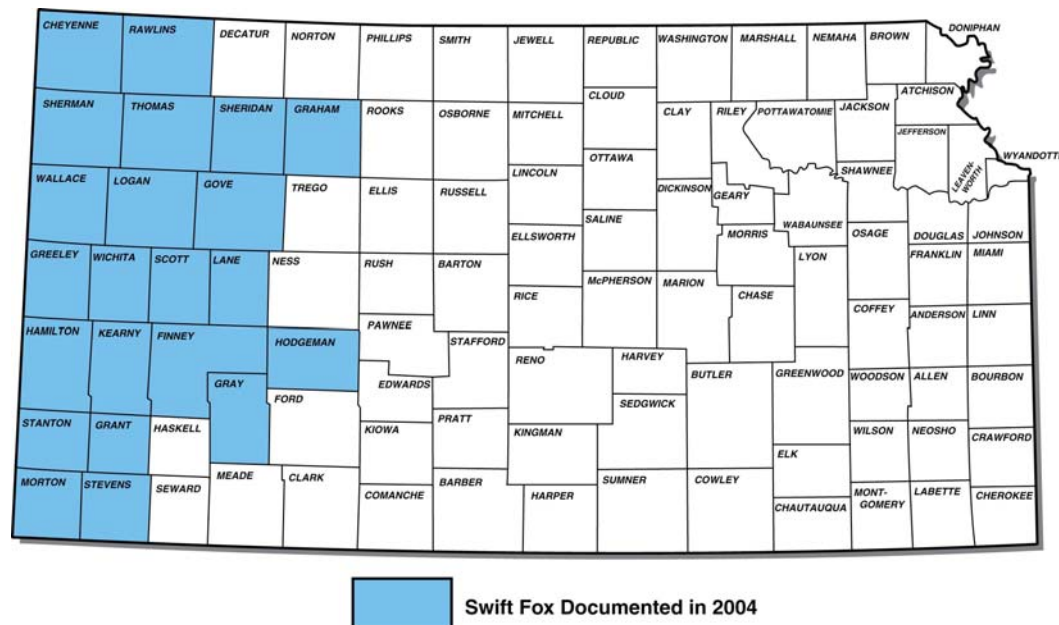 CHEYENNE
RAWLINS
DECATUR
NORTON
PHILLIPS
SMITH
JEWELL
REPUBLIC
WASHINGTON
MARSHALL
NEMAHA
BROWN
DONIPHAN
SHERMAN
THOMAS
SHERIDAN
GRAHAM
ROOKS
OSBORNE
MITCHELL
CLOUD
CLAY
RILEY
POTTAWATOMIE
JACKSON
ATCHISON
JEFFERSON
LEAVEN-
WORTH
WYANDOTT
WALLACE
LOGAN
GOVE
TREGO
ELLIS
RUSSELL
LINCOLN
OTTAWA
DICKINSON
GEARY
WABAUNSEE
SHAWNEE
DOUGLAS
JOHNSON
ELLSWORTH
SALINE
MORRIS
OSAGE
GREELEY
WICHITA
SCOTT
LANE
NESS
RUSH
BARTON
RICE
McPHERSON
MARION
CHASE
LYON
COFFEY
FRANKLIN
MIAMI
ANDERSON
LINN
HAMILTON
KEARNY
FINNEY
HODGEMAN
PAWNEE
STAFFORD
RENO
HARVEY
BUTLER
GREENWOOD
WOODSON
ALLEN
BOURBON
GRAY
FORD
EDWARDS
SEDGWICK
STANTON
GRANT
HASKELL
KIOWA
PRATT
KINGMAN
ELK
WILSON
NEOSHO
CRAWFORD
MORTON
STEVENS
SEWARD
MEADE
CLARK
COMANCHE
BARBER
HARPER
SUMNER
COWLEY
CHAUTAUQUA
MONT-
GOMERY
LABETTE
CHEROKEE
Swift Fox Documented in 2004